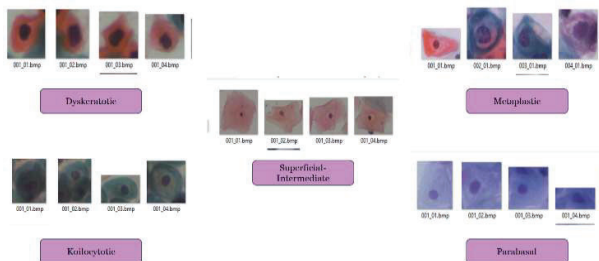 001_01.bmp 001_02.bmp 001_03.bmp 001_04.bmp
Dyskeratotic
001_01.bmp 002_01.bmp 003_01.bmp 004_01.bmp
Metaplastic
001_01.bmp 001_02.bmp 001_03.bmp 001_04.bmp
Superficial-
Intermediate
001_01.bmp 001_02.bmp 001_03.bmp 001_04.bmp
Koilocytotic
001_01.bmp 001_02.bmp 001_03.bmp 001_04.bmp
Parabasal